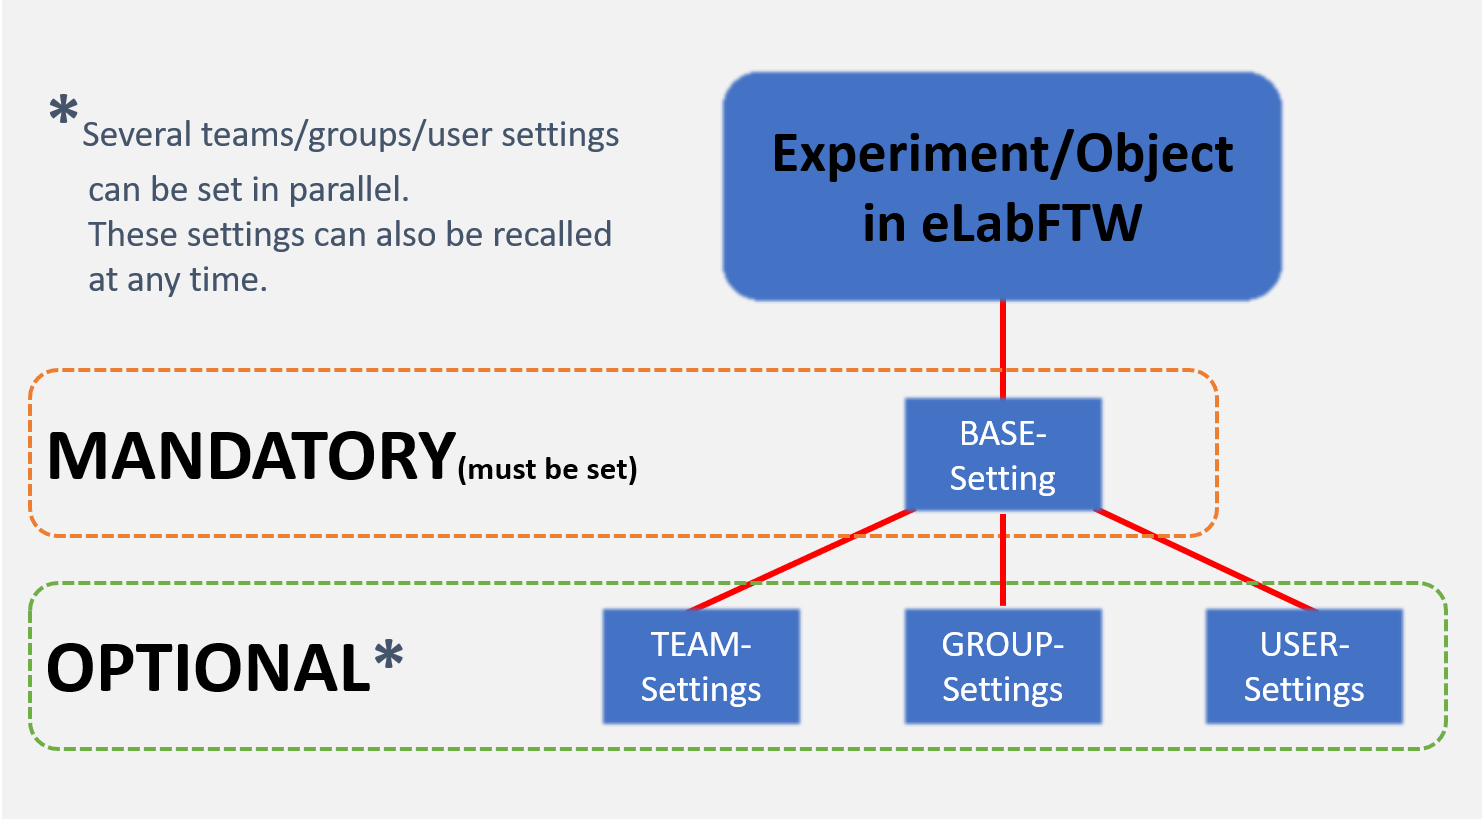 * Several teams/groups/user settings
can be set in parallel.
These settings can also be recalled
at any time.
Experiment/Object
in eLabFTW
MANDATORY(must be set)
BASE-
Setting
OPTIONAL*
TEAM-
Settings
GROUP-
Settings
USER-
Settings